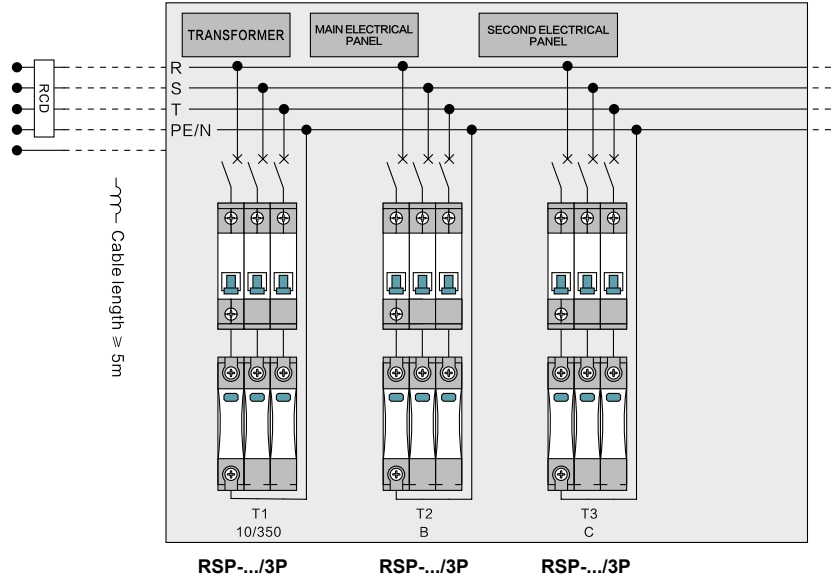 TRANSFORMER
MAIN ELECTRICAL
PANEL
SECOND ELECTRICAL
PANEL
R
S
T
PE/N
RCD
Cable length ≥ 5m
T1
10/350
T2
B
T3
C
RSP-.../3P
RSP-.../3P
RSP-.../3P